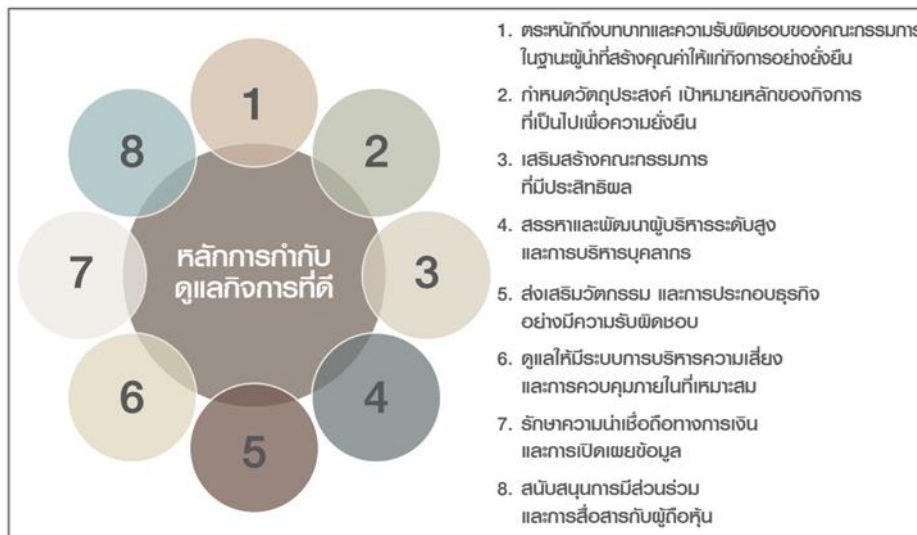 1
2
3
4
5
6
7
8
หลักการกำกับ
ดูแลกิจการที่ดี
1. ตระหนักถึงบทบาทและความรับผิดชอบของคณะกรรมการ
ในฐานะผู้นำที่สร้างคุณค่าให้แก่กิจการอย่างยั่งยืน
2. กำหนดวัตถุประสงค์ เป้าหมายหลักของกิจการ
ที่เป็นไปเพื่อความยั่งยืน
3. เสริมสร้างคณะกรรมการ
ที่มีประสิทธิผล
4. สรรหาและพัฒนาผู้บริหารระดับสูง
และการบริหารบุคลากร
5. ส่งเสริมวัตกรรม และการประกอบธุรกิจ
อย่างมีความรับผิดชอบ
6. ดูแลให้มีระบบการบริหารความเสี่ยง
และการควบคุมภายในที่เหมาะสม
7. รักษาความน่าเชื่อถือทางการเงิน
และการเปิดเผยข้อมูล
8. สนับสนุนการมีส่วนร่วม
และการสื่อสารกับผู้ถือหุ้น